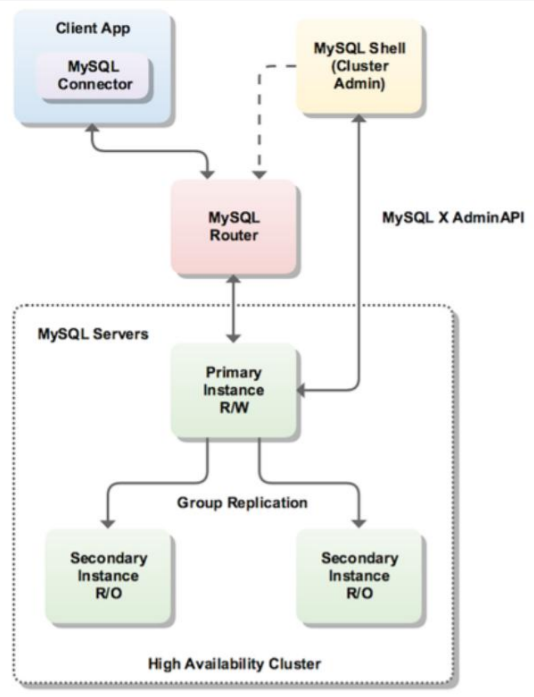 Client App
MySQL
Connector
MySQL Shell
(Cluster
Admin)
MySQL
Router
MySQL X AdminAPI
MySQL Servers
Primary
Instance
R/W
Group Replication
Secondary
Instance
R/O
Secondary
Instance
R/O
High Availability Cluster